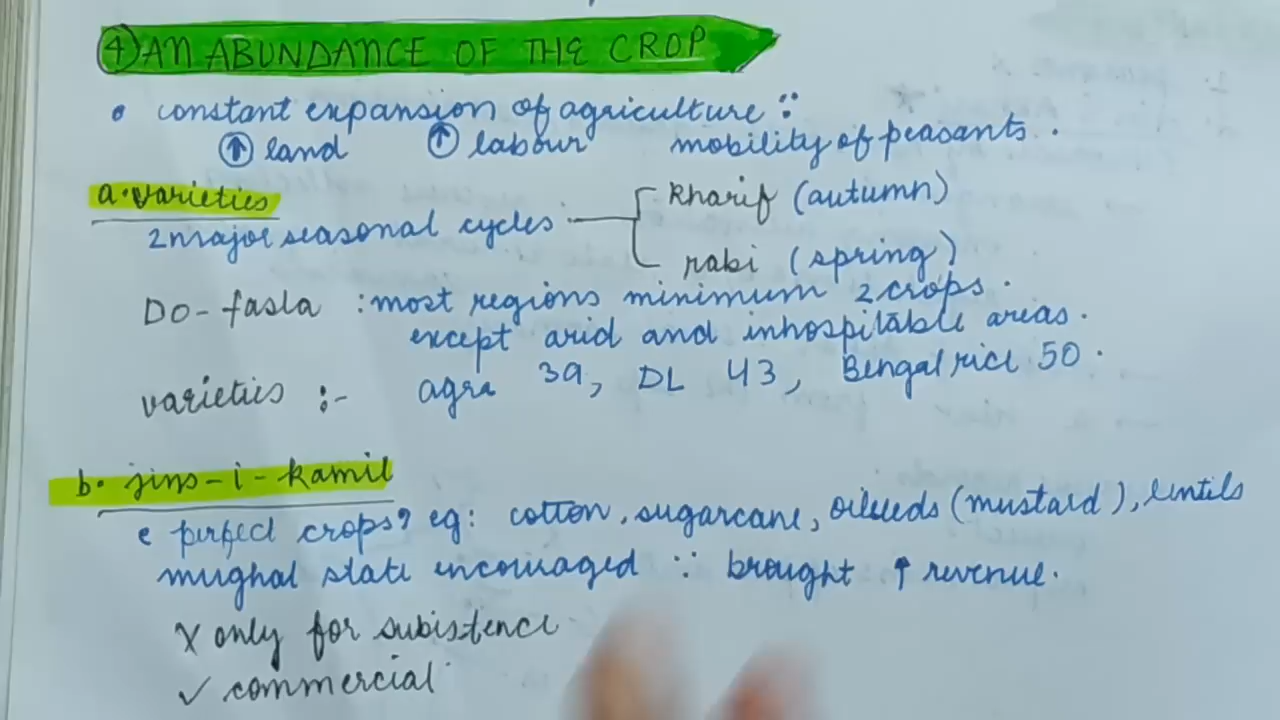 ④ AN ABUNDANCE OF THE CROP
• constant expansion of agriculture ∵
↑ land ↑ labour mobility of peasants.
a. varieties
2 major seasonal cycles Kharif (autumn)
rabi (spring)
Do-fasla : most regions minimum 2 crops.
except arid and inhospitable areas.
varieties :- agra 39, DL 43, Bengal rice 50.
b. jins-i-kamil
e perfect crops? eg: cotton, sugarcane, oilseeds (mustard), lentils
mughal state encouraged ∵ brought ↑ revenue.
X only for subistence
✓ commercial